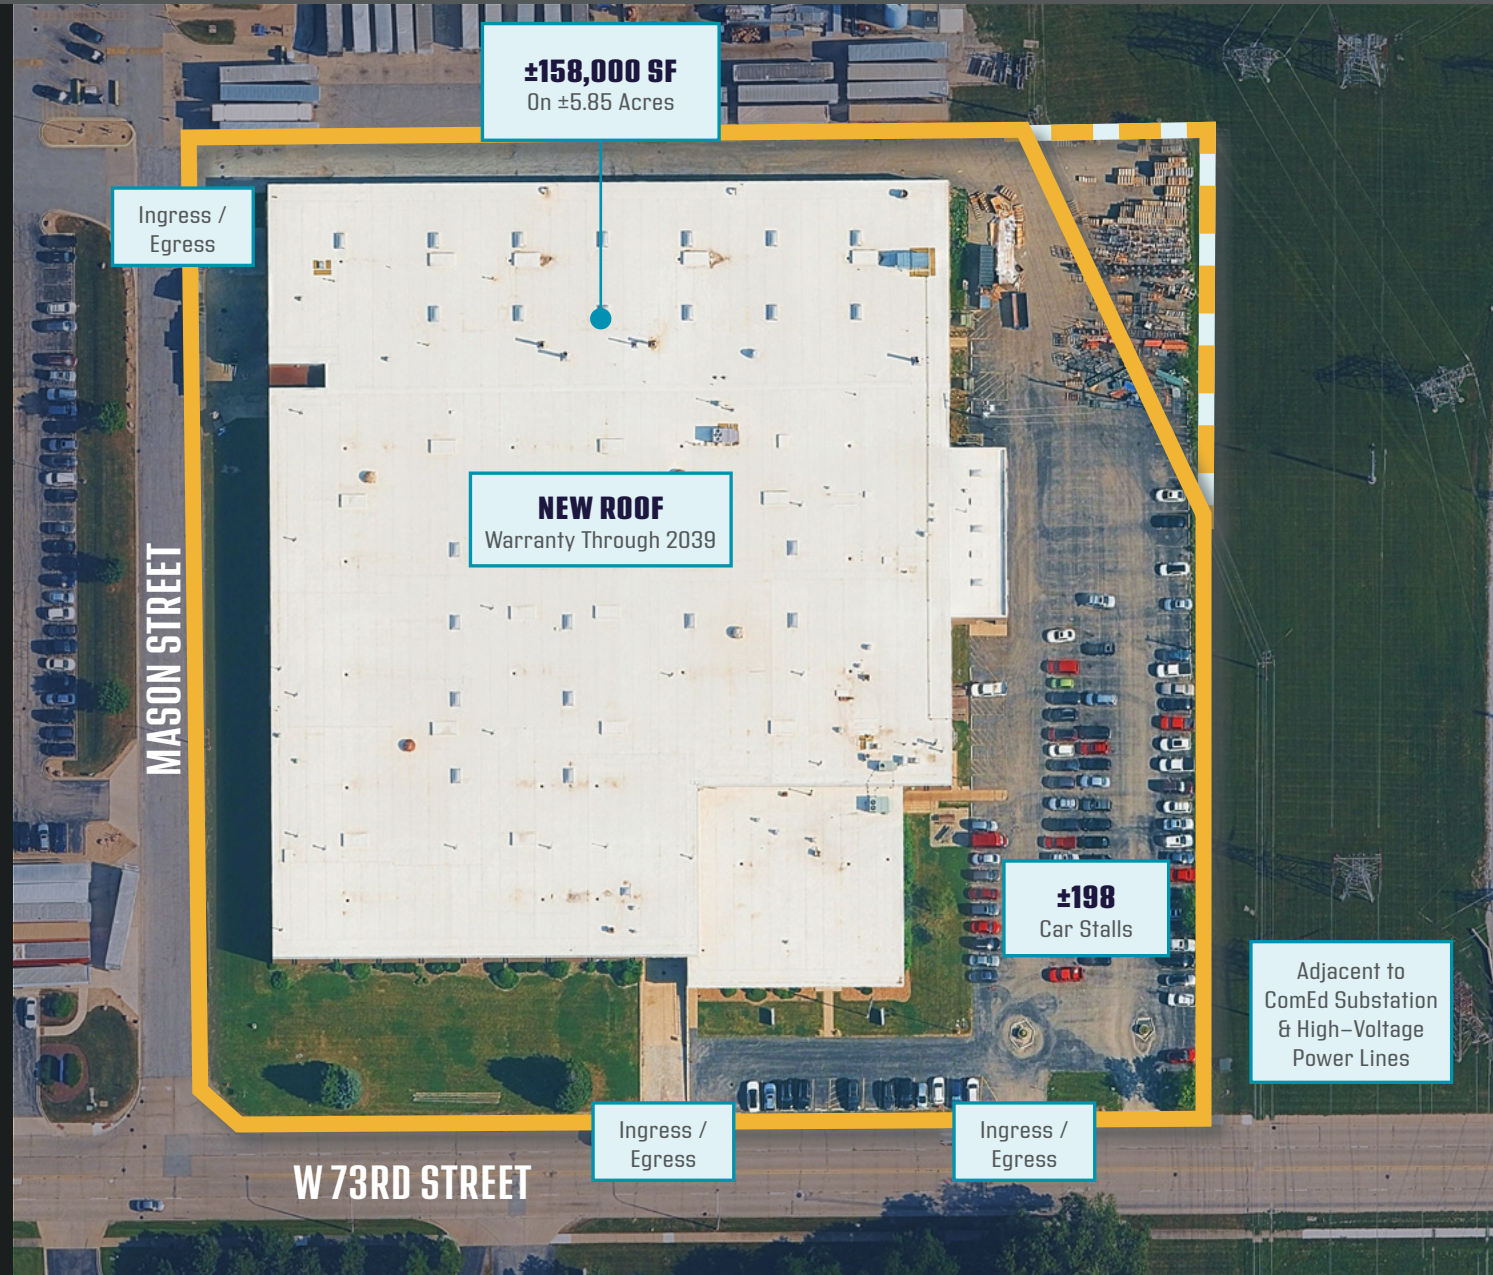 ±158,000 SF
On ±5.85 Acres
Ingress /
Egress
NEW ROOF
Warranty Through 2039
MASON STREET
±198
Car Stalls
Adjacent to
ComEd Substation
& High-Voltage
Power Lines
Ingress /
Egress
Ingress /
Egress
W 73RD STREET